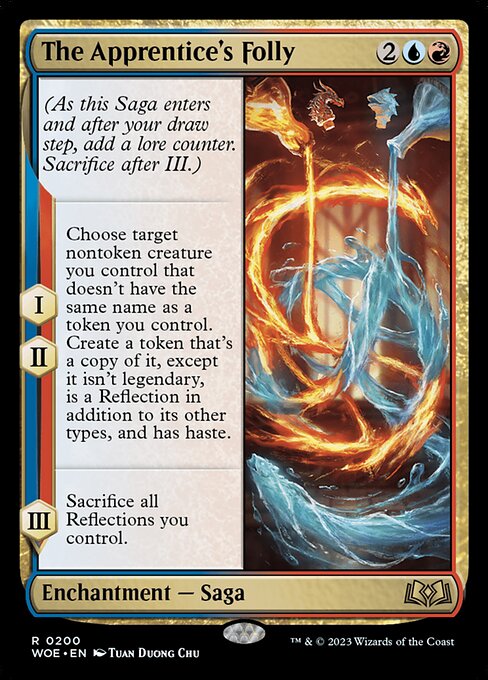 The Apprentice's Folly
2
(As this Saga enters
and after your draw
step, add a lore counter.
Sacrifice after III.)
I
II
Choose target
nontoken creature
you control that
doesn't have the
same name as a
token you control.
Create a token that's
a copy of it, except
it isn't legendary,
is a Reflection in
addition to its other
types, and has haste.
III
Sacrifice all
Reflections you
control.
Enchantment — Saga
R 0200
WOE • EN Tuan Duong Chu
™ & © 2023 Wizards of the Coast